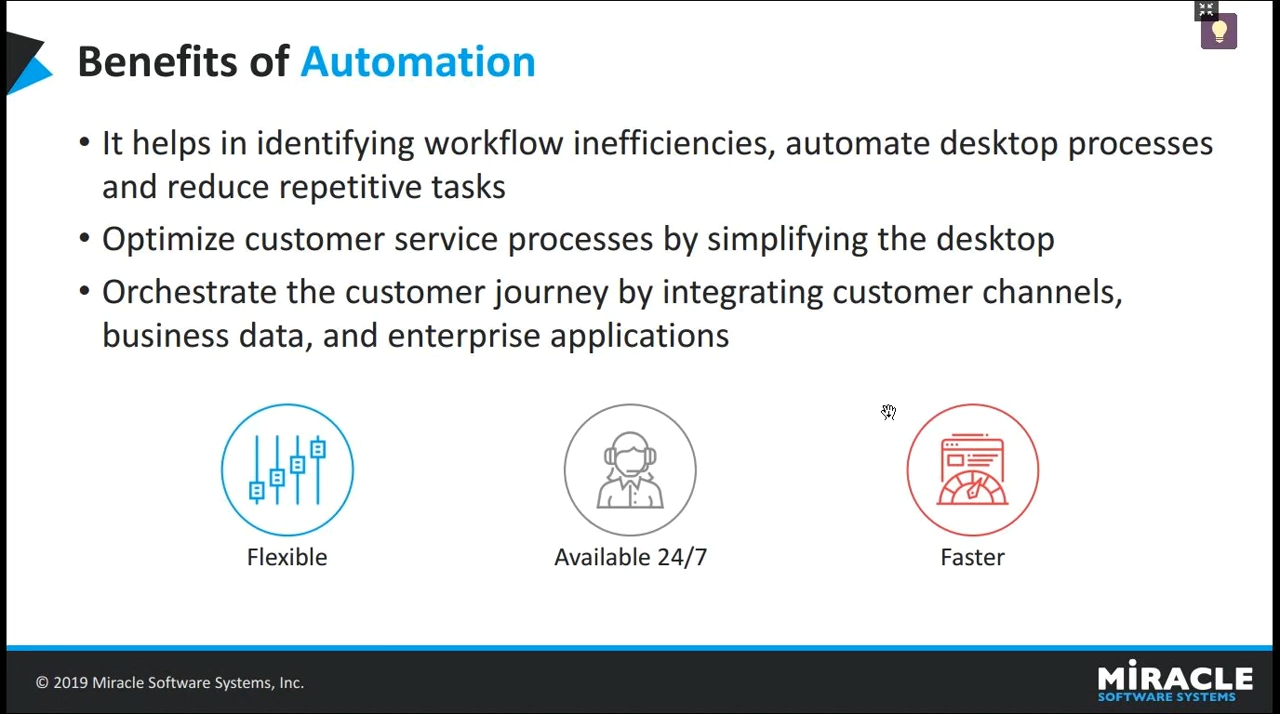 Benefits of Automation
• It helps in identifying workflow inefficiencies, automate desktop processes
and reduce repetitive tasks
• Optimize customer service processes by simplifying the desktop
• Orchestrate the customer journey by integrating customer channels,
business data, and enterprise applications
Flexible
Available 24/7
Faster
© 2019 Miracle Software Systems, Inc.
MiRACLE
SOFTWARE SYSTEMS